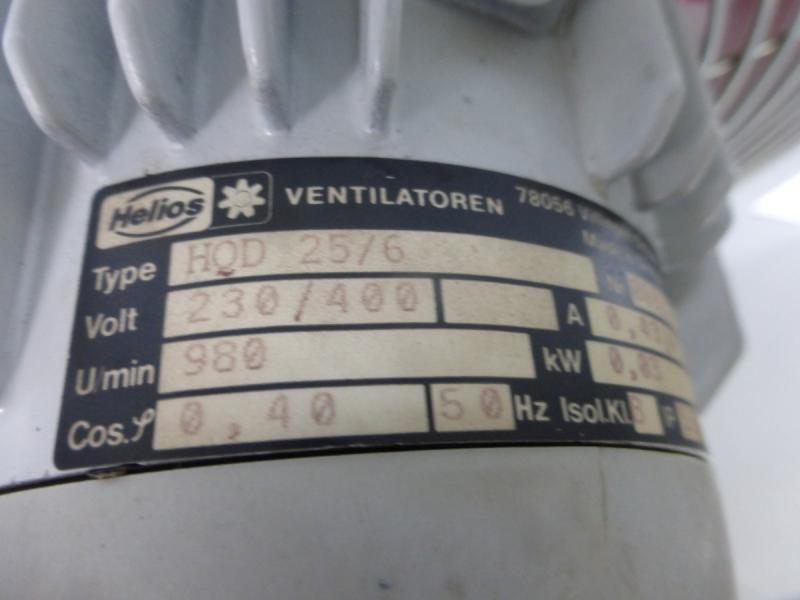 Helios VENTILATOREN 78056
Type HQD 25/6 Nr
Volt 230/400 A
U/min 980 kW
Cos.φ 0,40 50 Hz Isol.Kl. B